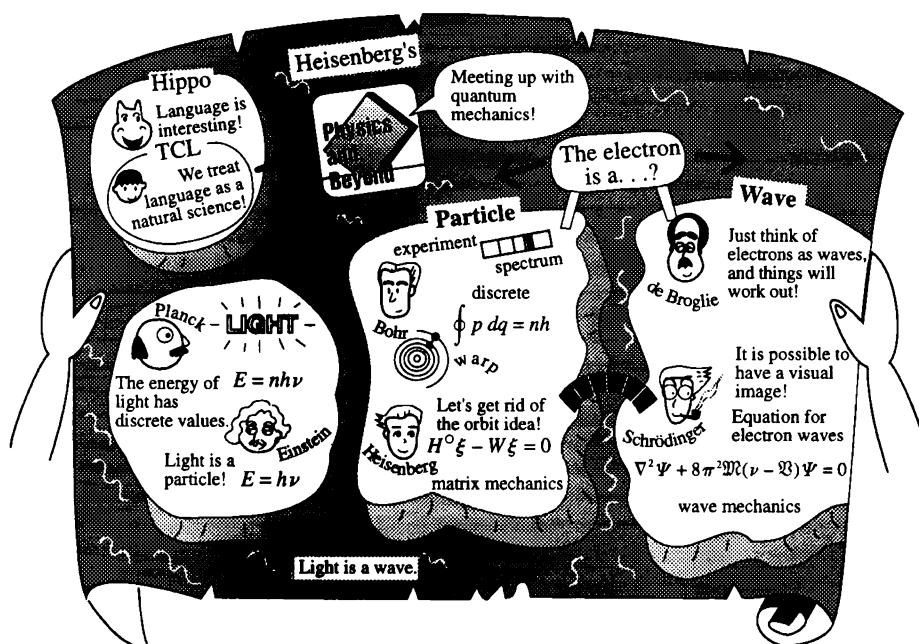 Hippo
Language is
interesting!
TCL
We treat
language as a
natural science!
Heisenberg's
Physics
and
Beyond
Meeting up with
quantum
mechanics!
The electron
is a. . .?
Planck
LIGHT
The energy of
light has
discrete values.
E = nhν
Einstein
Light is a
particle!
E = hν
Particle
experiment
spectrum
Bohr
discrete
∮ p dq = nh
warp
Heisenberg
Let's get rid of
the orbit idea!
H°ξ − Wξ = 0
matrix mechanics
Wave
de Broglie
Just think of
electrons as waves,
and things will
work out!
Schrödinger
It is possible to
have a visual
image!
Equation for
electron waves
∇²Ψ + 8π²𝔐(ν − 𝔙)Ψ = 0
wave mechanics
Light is a wave.